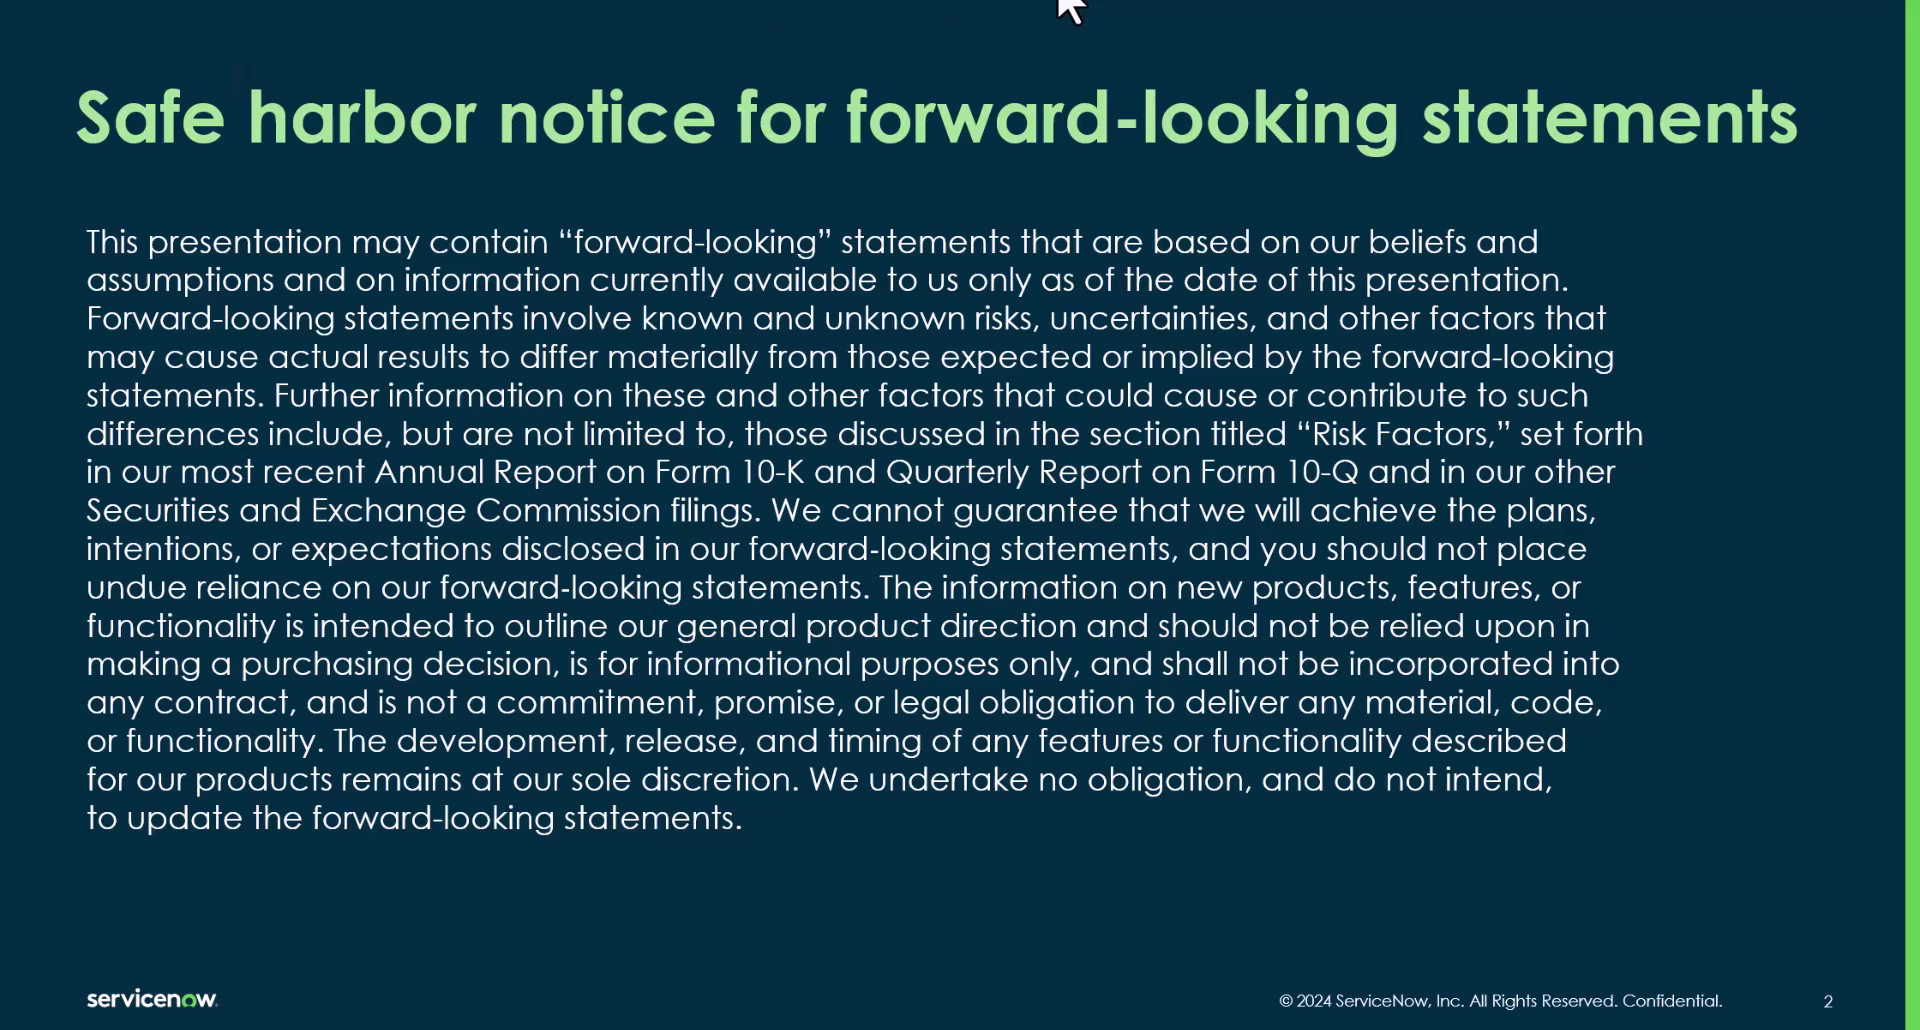 Safe harbor notice for forward-looking statements
This presentation may contain “forward-looking” statements that are based on our beliefs and
assumptions and on information currently available to us only as of the date of this presentation.
Forward-looking statements involve known and unknown risks, uncertainties, and other factors that
may cause actual results to differ materially from those expected or implied by the forward-looking
statements. Further information on these and other factors that could cause or contribute to such
differences include, but are not limited to, those discussed in the section titled “Risk Factors,” set forth
in our most recent Annual Report on Form 10-K and Quarterly Report on Form 10-Q and in our other
Securities and Exchange Commission filings. We cannot guarantee that we will achieve the plans,
intentions, or expectations disclosed in our forward-looking statements, and you should not place
undue reliance on our forward-looking statements. The information on new products, features, or
functionality is intended to outline our general product direction and should not be relied upon in
making a purchasing decision, is for informational purposes only, and shall not be incorporated into
any contract, and is not a commitment, promise, or legal obligation to deliver any material, code,
or functionality. The development, release, and timing of any features or functionality described
for our products remains at our sole discretion. We undertake no obligation, and do not intend,
to update the forward-looking statements.
servicenow
© 2024 ServiceNow, Inc. All Rights Reserved. Confidential.
2